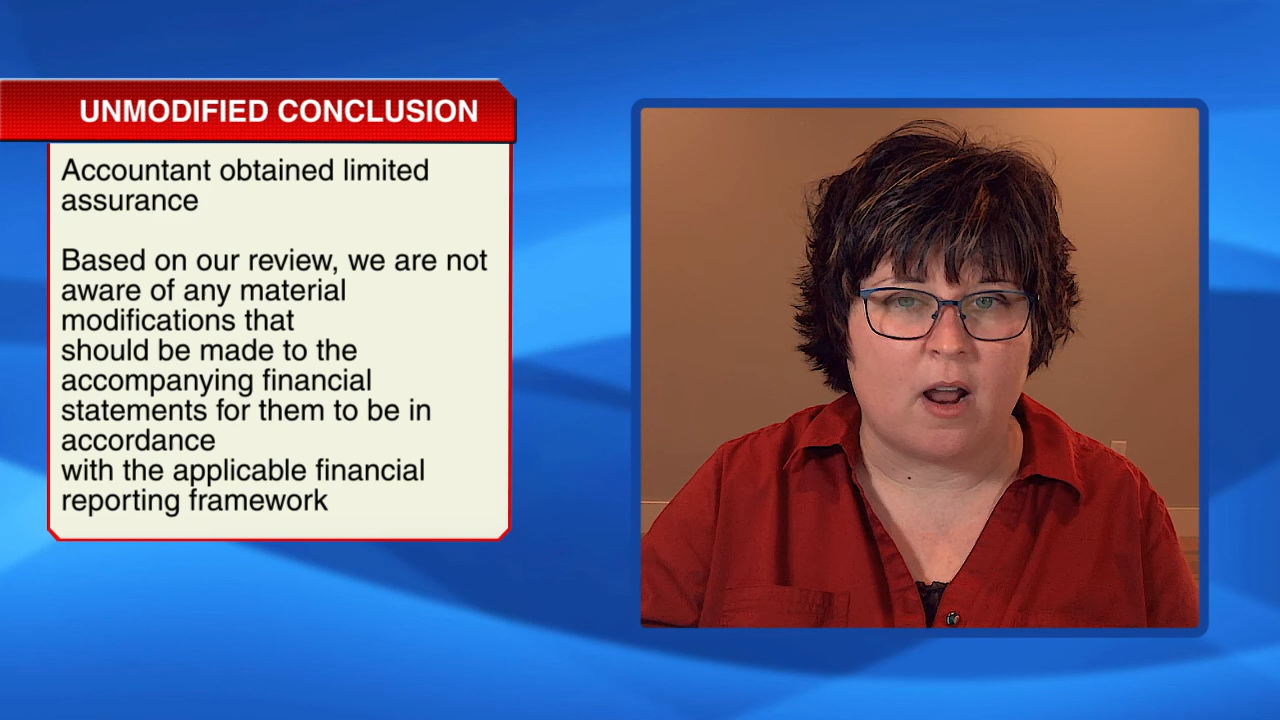 UNMODIFIED CONCLUSION
Accountant obtained limited
assurance
Based on our review, we are not
aware of any material
modifications that
should be made to the
accompanying financial
statements for them to be in
accordance
with the applicable financial
reporting framework